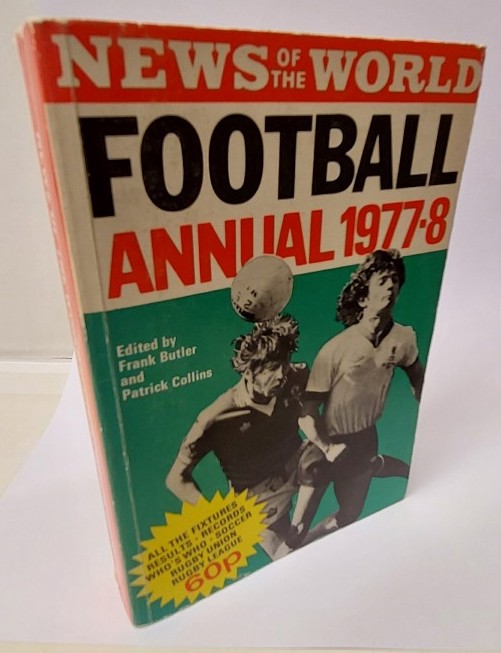 NEWS OF THE WORLD
FOOTBALL
ANNUAL 1977-8
Edited by
Frank Butler
and
Patrick Collins
ALL THE FIXTURES
RESULTS · RECORDS
WHO'S WHO · SOCCER
RUGBY UNION
RUGBY LEAGUE
60p